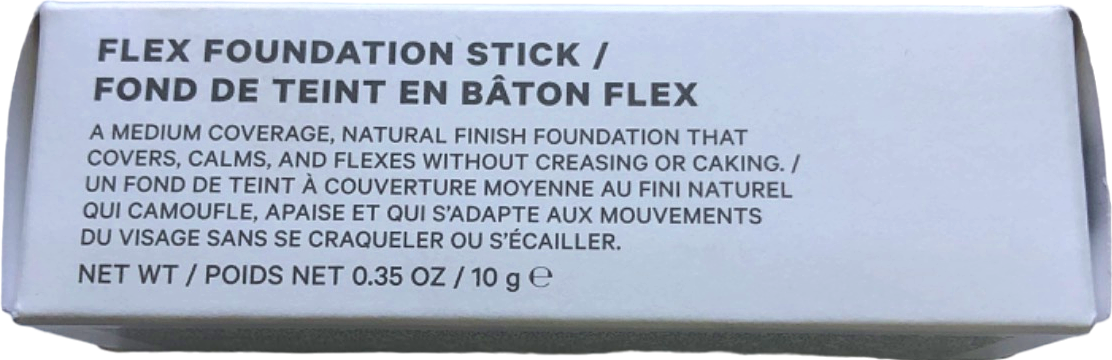 FLEX FOUNDATION STICK /
FOND DE TEINT EN BÂTON FLEX
A MEDIUM COVERAGE, NATURAL FINISH FOUNDATION THAT
COVERS, CALMS, AND FLEXES WITHOUT CREASING OR CAKING. /
UN FOND DE TEINT À COUVERTURE MOYENNE AU FINI NATUREL
QUI CAMOUFLE, APAISE ET QUI S'ADAPTE AUX MOUVEMENTS
DU VISAGE SANS SE CRAQUELER OU S'ÉCAILLER.
NET WT / POIDS NET 0.35 OZ / 10 g ℮